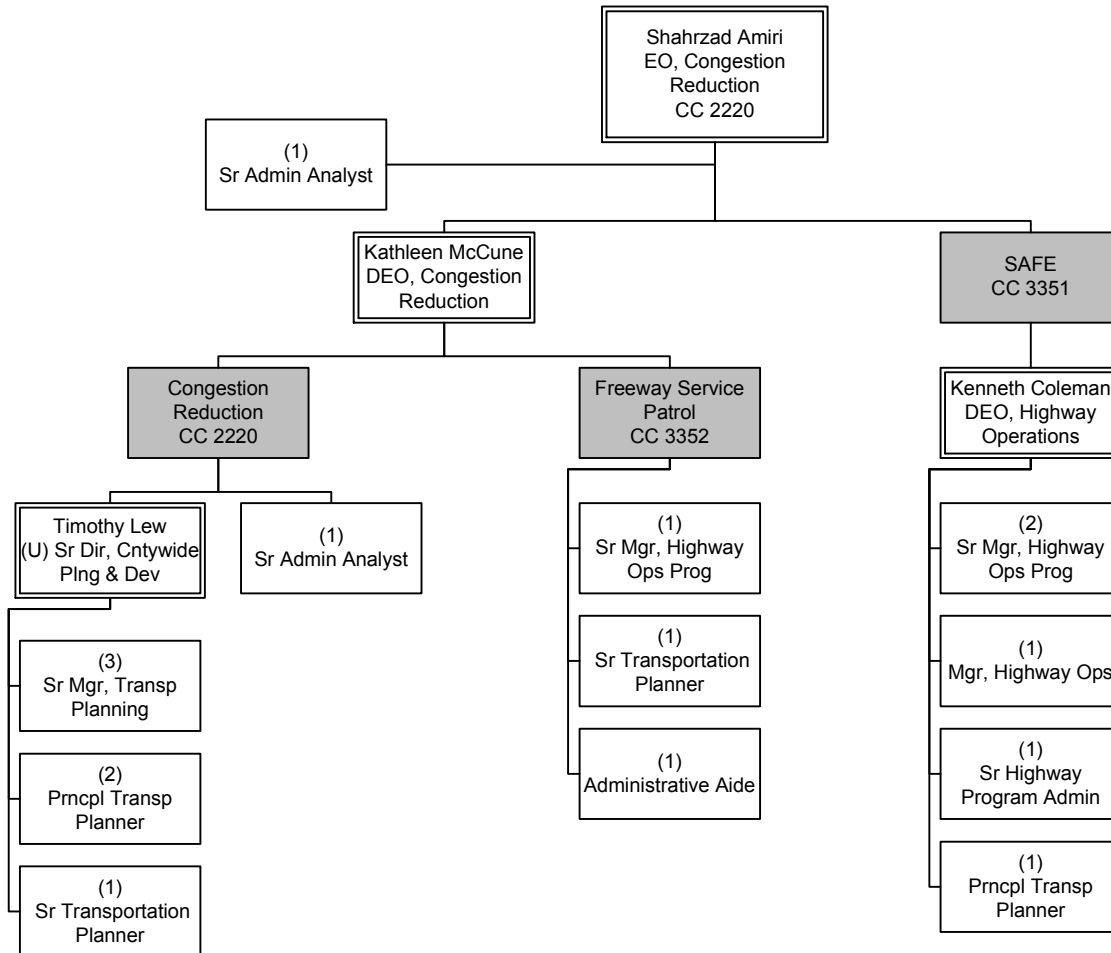 Shahrzad Amiri
EO, Congestion
Reduction
CC 2220
(1)
Sr Admin Analyst
Kathleen McCune
DEO, Congestion
Reduction
SAFE
CC 3351
Congestion
Reduction
CC 2220
Freeway Service
Patrol
CC 3352
Kenneth Coleman
DEO, Highway
Operations
Timothy Lew
(U) Sr Dir, Cntywide
Plng & Dev
(1)
Sr Admin Analyst
(1)
Sr Mgr, Highway
Ops Prog
(2)
Sr Mgr, Highway
Ops Prog
(3)
Sr Mgr, Transp
Planning
(1)
Sr Transportation
Planner
(1)
Mgr, Highway Ops
(2)
Prncpl Transp
Planner
(1)
Administrative Aide
(1)
Sr Highway
Program Admin
(1)
Sr Transportation
Planner
(1)
Prncpl Transp
Planner